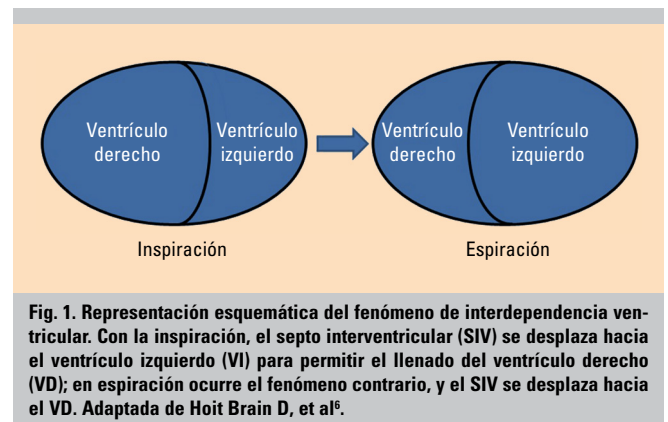 Ventrículo
derecho
Ventrículo
izquierdo
Ventrículo
derecho
Ventrículo
izquierdo
Inspiración
Espiración
Fig. 1. Representación esquemática del fenómeno de interdependencia ven-
tricular. Con la inspiración, el septo interventricular (SIV) se desplaza hacia
el ventrículo izquierdo (VI) para permitir el llenado del ventrículo derecho
(VD); en espiración ocurre el fenómeno contrario, y el SIV se desplaza hacia
el VD. Adaptada de Hoit Brain D, et al⁶.